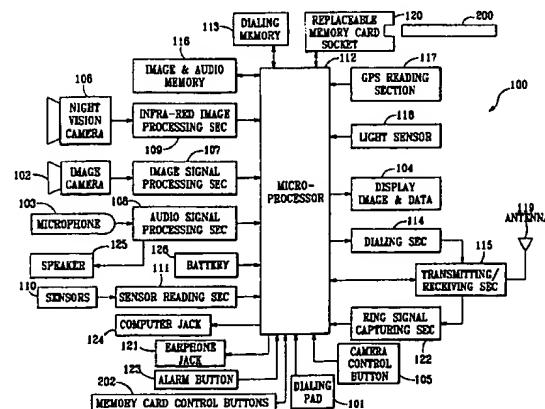 113
DIALING
MEMORY
REPLACEABLE
MEMORY CARD
SOCKET
120
200
116
IMAGE & AUDIO
MEMORY
112
117
GPS READING
SECTION
100
106
NIGHT
VISION
CAMERA
INFRA-RED IMAGE
PROCESSING SEC
109
118
LIGHT SENSOR
102
IMAGE
CAMERA
107
IMAGE SIGNAL
PROCESSING SEC
MICRO-
PROCESSOR
104
DISPLAY
IMAGE & DATA
103
MICROPHONE
108
AUDIO SIGNAL
PROCESSING SEC
114
DIALING SEC
119
ANTENNA
125
SPEAKER
126
BATTERY
115
TRANSMITTING/
RECEIVING SEC
110
SENSORS
111
SENSOR READING SEC
124
COMPUTER JACK
RING SIGNAL
CAPTURING SEC
122
121
EARPHONE
JACK
123
ALARM BUTTON
CAMERA
CONTROL
BUTTON
105
202
MEMORY CARD CONTROL BUTTONS
DIALING
PAD
101